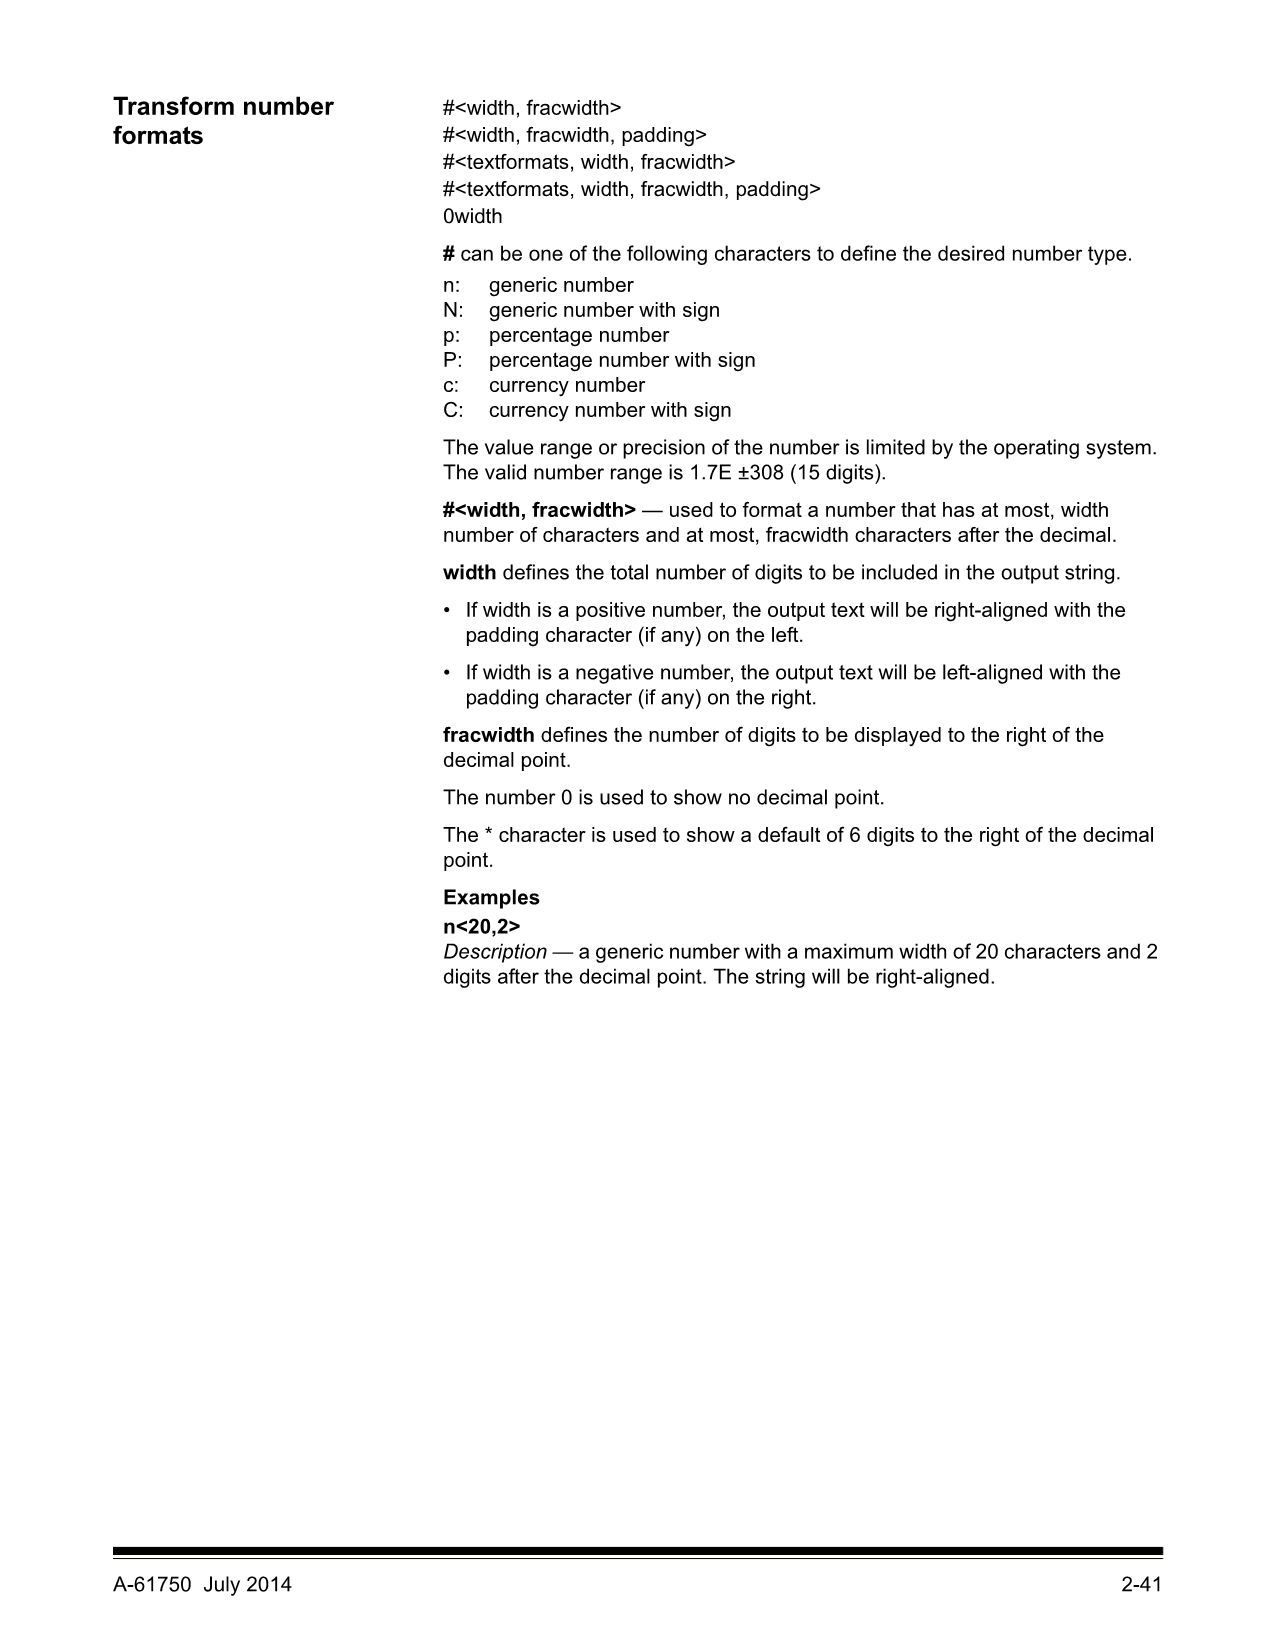 Transform number
formats
#<width, fracwidth>
#<width, fracwidth, padding>
#<textformats, width, fracwidth>
#<textformats, width, fracwidth, padding>
0width
# can be one of the following characters to define the desired number type.
n: generic number
N: generic number with sign
p: percentage number
P: percentage number with sign
c: currency number
C: currency number with sign
The value range or precision of the number is limited by the operating system.
The valid number range is 1.7E ±308 (15 digits).
#<width, fracwidth> — used to format a number that has at most, width
number of characters and at most, fracwidth characters after the decimal.
width defines the total number of digits to be included in the output string.
• If width is a positive number, the output text will be right-aligned with the
padding character (if any) on the left.
• If width is a negative number, the output text will be left-aligned with the
padding character (if any) on the right.
fracwidth defines the number of digits to be displayed to the right of the
decimal point.
The number 0 is used to show no decimal point.
The * character is used to show a default of 6 digits to the right of the decimal
point.
Examples
n<20,2>
Description — a generic number with a maximum width of 20 characters and 2
digits after the decimal point. The string will be right-aligned.
A-61750 July 2014 2-41